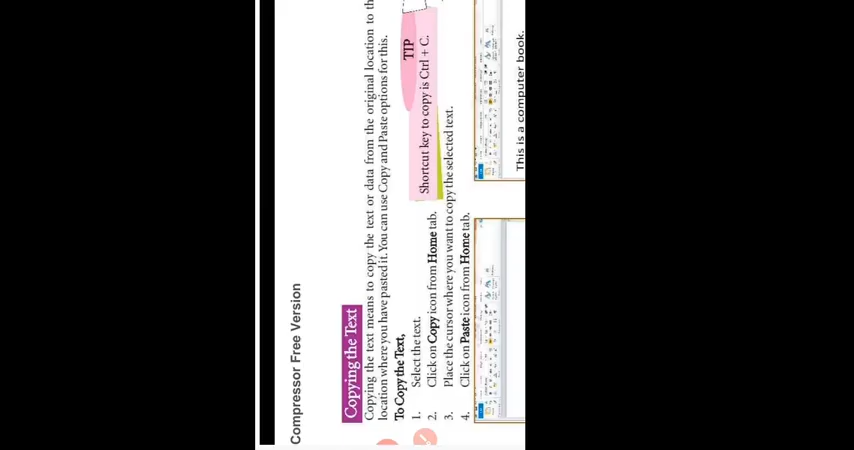 Compressor Free Version
Copying the Text
Copying the text means to copy the text or data from the original location to th
location where you have pasted it. You can use Copy and Paste options for this.
To Copy the Text,
1. Select the text.
2. Click on Copy icon from Home tab.
3. Place the cursor where you want to copy the selected text.
4. Click on Paste icon from Home tab.
TIP
Shortcut key to copy is Ctrl + C.
This is a computer book.